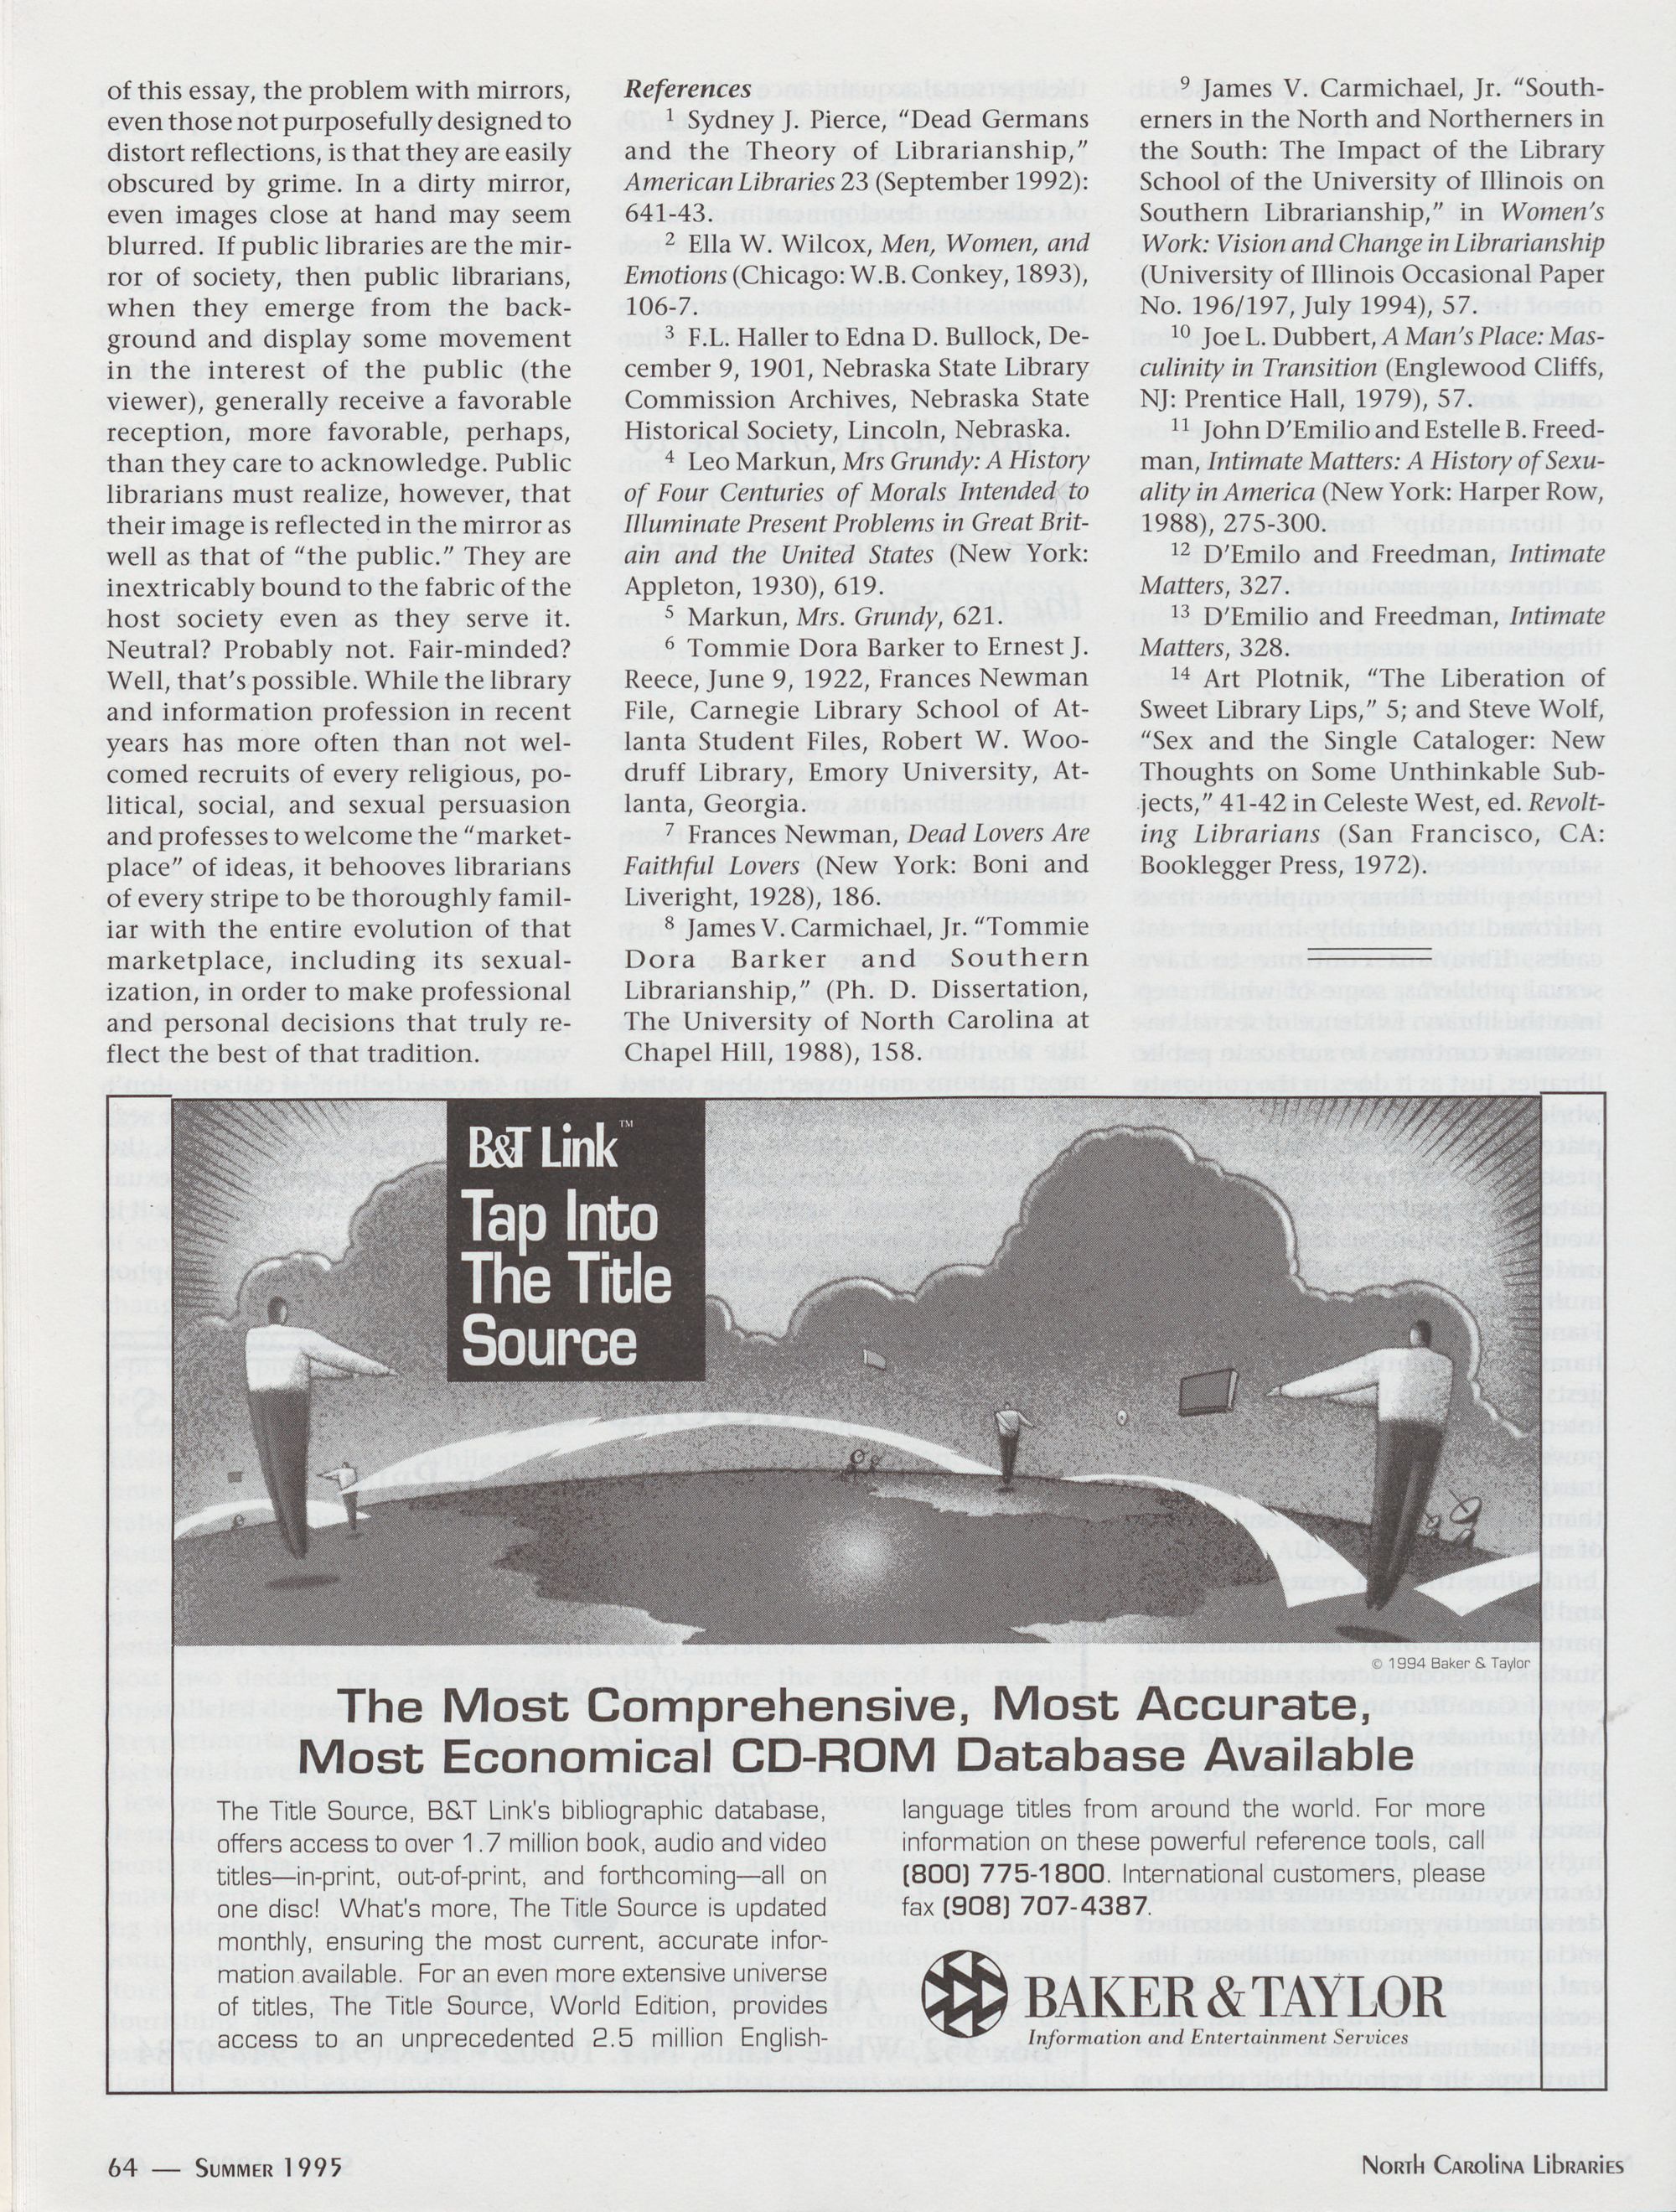 of this essay, the problem with mirrors,
even those not purposefully designed to
distort reflections, is that they are easily
obscured by grime. In a dirty mirror,
even images close at hand may seem
blurred. If public libraries are the mir-
ror of society, then public librarians,
when they emerge from the back-
ground and display some movement
in the interest of the public (the
viewer), generally receive a favorable
reception, more favorable, perhaps,
than they care to acknowledge. Public
librarians must realize, however, that
their image is reflected in the mirror as
well as that of "the public." They are
inextricably bound to the fabric of the
host society even as they serve it.
Neutral? Probably not. Fair-minded?
Well, that's possible. While the library
and information profession in recent
years has more often than not wel-
comed recruits of every religious, po-
litical, social, and sexual persuasion
and professes to welcome the "market-
place" of ideas, it behooves librarians
of every stripe to be thoroughly famil-
iar with the entire evolution of that
marketplace, including its sexual-
ization, in order to make professional
and personal decisions that truly re-
flect the best of that tradition.
References
1 Sydney J. Pierce, "Dead Germans
and the Theory of Librarianship,"
American Libraries 23 (September 1992):
641-43.
2 Ella W. Wilcox, Men, Women, and
Emotions (Chicago: W.B. Conkey, 1893),
106-7.
3 F.L. Haller to Edna D. Bullock, De-
cember 9, 1901, Nebraska State Library
Commission Archives, Nebraska State
Historical Society, Lincoln, Nebraska.
4 Leo Markun, Mrs Grundy: A History
of Four Centuries of Morals Intended to
Illuminate Present Problems in Great Brit-
ain and the United States (New York:
Appleton, 1930), 619.
5 Markun, Mrs. Grundy, 621.
6 Tommie Dora Barker to Ernest J.
Reece, June 9, 1922, Frances Newman
File, Carnegie Library School of At-
lanta Student Files, Robert W. Woo-
druff Library, Emory University, At-
lanta, Georgia.
7 Frances Newman, Dead Lovers Are
Faithful Lovers (New York: Boni and
Liveright, 1928), 186.
8 James V. Carmichael, Jr. "Tommie
Dora Barker and Southern
Librarianship," (Ph. D. Dissertation,
The University of North Carolina at
Chapel Hill, 1988), 158.
9 James V. Carmichael, Jr. "South-
erners in the North and Northerners in
the South: The Impact of the Library
School of the University of Illinois on
Southern Librarianship," in Women's
Work: Vision and Change in Librarianship
(University of Illinois Occasional Paper
No. 196/197, July 1994), 57.
10 Joe L. Dubbert, A Man's Place: Mas-
culinity in Transition (Englewood Cliffs,
NJ: Prentice Hall, 1979), 57.
11 John D'Emilio and Estelle B. Freed-
man, Intimate Matters: A History of Sexu-
ality in America (New York: Harper Row,
1988), 275-300.
12 D'Emilo and Freedman, Intimate
Matters, 327.
13 D'Emilio and Freedman, Intimate
Matters, 328.
14 Art Plotnik, "The Liberation of
Sweet Library Lips," 5; and Steve Wolf,
"Sex and the Single Cataloger: New
Thoughts on Some Unthinkable Sub-
jects," 41-42 in Celeste West, ed. Revolt-
ing Librarians (San Francisco, CA:
Booklegger Press, 1972).
B&T Link™
Tap Into
The Title
Source
© 1994 Baker & Taylor
The Most Comprehensive, Most Accurate,
Most Economical CD-ROM Database Available
The Title Source, B&T Link's bibliographic database,
offers access to over 1.7 million book, audio and video
titles—in-print, out-of-print, and forthcoming—all on
one disc! What's more, The Title Source is updated
monthly, ensuring the most current, accurate infor-
mation available. For an even more extensive universe
of titles, The Title Source, World Edition, provides
access to an unprecedented 2.5 million English-
language titles from around the world. For more
information on these powerful reference tools, call
(800) 775-1800. International customers, please
fax (908) 707-4387.
BAKER & TAYLOR
Information and Entertainment Services
64 — Summer 1995
North Carolina Libraries